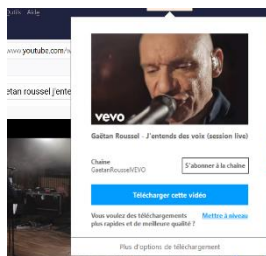 Outils Aide
www.youtube.com/w
etan roussel j'ente
vevo
Gaëtan Roussel - J'entends des voix (session live)
Chaîne
GaetanRousselVEVO
S'abonner à la chaîne
Télécharger cette vidéo
Vous voulez des téléchargements
plus rapides et de meilleure qualité ?
Mettre à niveau
Plus d'options de téléchargement